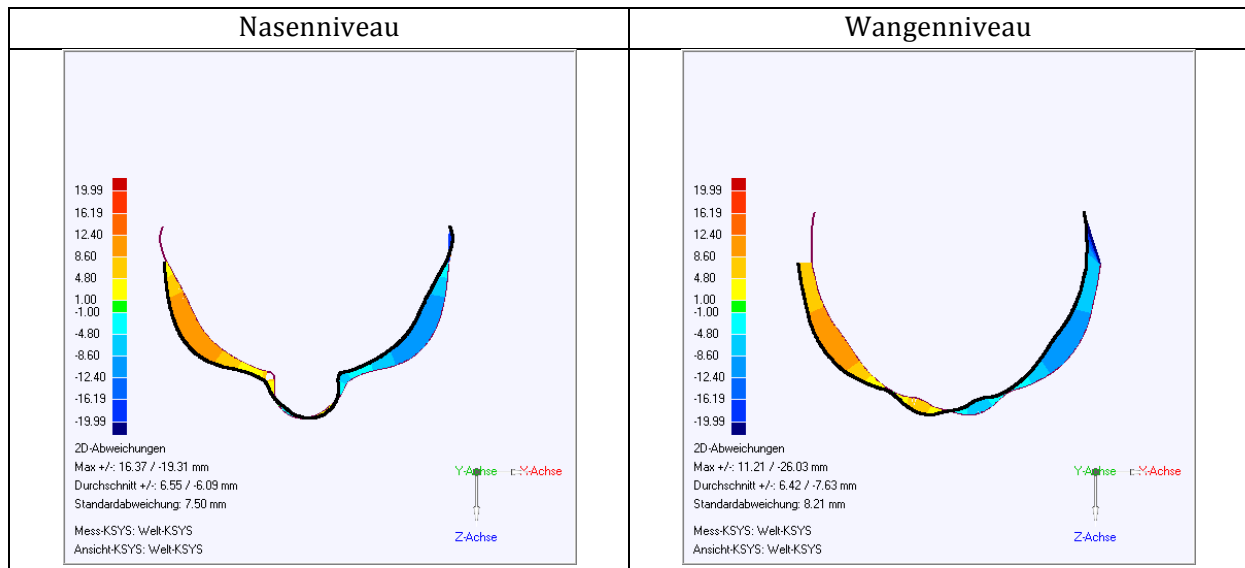 Nasenniveau
Wangenniveau
19.99
16.19
12.40
8.60
4.80
1.00
-1.00
-4.80
-8.60
-12.40
-16.19
-19.99
2D-Abweichungen
Max +/-: 16.37 / -19.31 mm
Durchschnitt +/-: 6.55 / -6.09 mm
Standardabweichung: 7.50 mm
Mess-KSYS: Welt-KSYS
Ansicht-KSYS: Welt-KSYS
Y-Achse
X-Achse
Z-Achse
19.99
16.19
12.40
8.60
4.80
1.00
-1.00
-4.80
-8.60
-12.40
-16.19
-19.99
2D-Abweichungen
Max +/-: 11.21 / -26.03 mm
Durchschnitt +/-: 6.42 / -7.63 mm
Standardabweichung: 8.21 mm
Mess-KSYS: Welt-KSYS
Ansicht-KSYS: Welt-KSYS
Y-Achse
X-Achse
Z-Achse